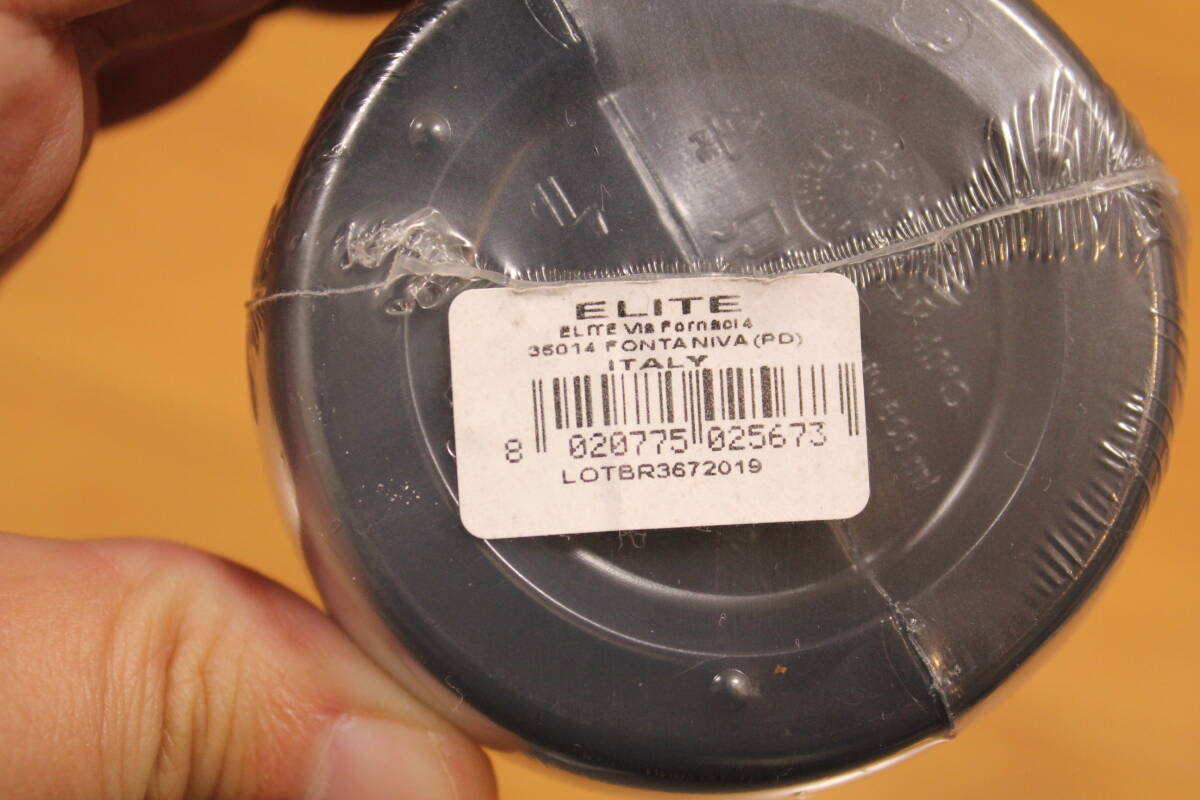 ELITE
ELITE Via Fornaci 4
35014 FONTANIVA (PD)
ITALY
8 020775 025673
LOTBR3672019